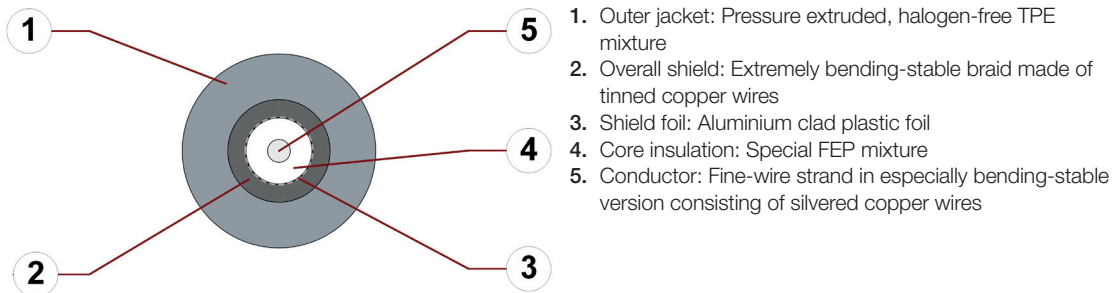 1
5
4
2
3
1. Outer jacket: Pressure extruded, halogen-free TPE
mixture
2. Overall shield: Extremely bending-stable braid made of
tinned copper wires
3. Shield foil: Aluminium clad plastic foil
4. Core insulation: Special FEP mixture
5. Conductor: Fine-wire strand in especially bending-stable
version consisting of silvered copper wires